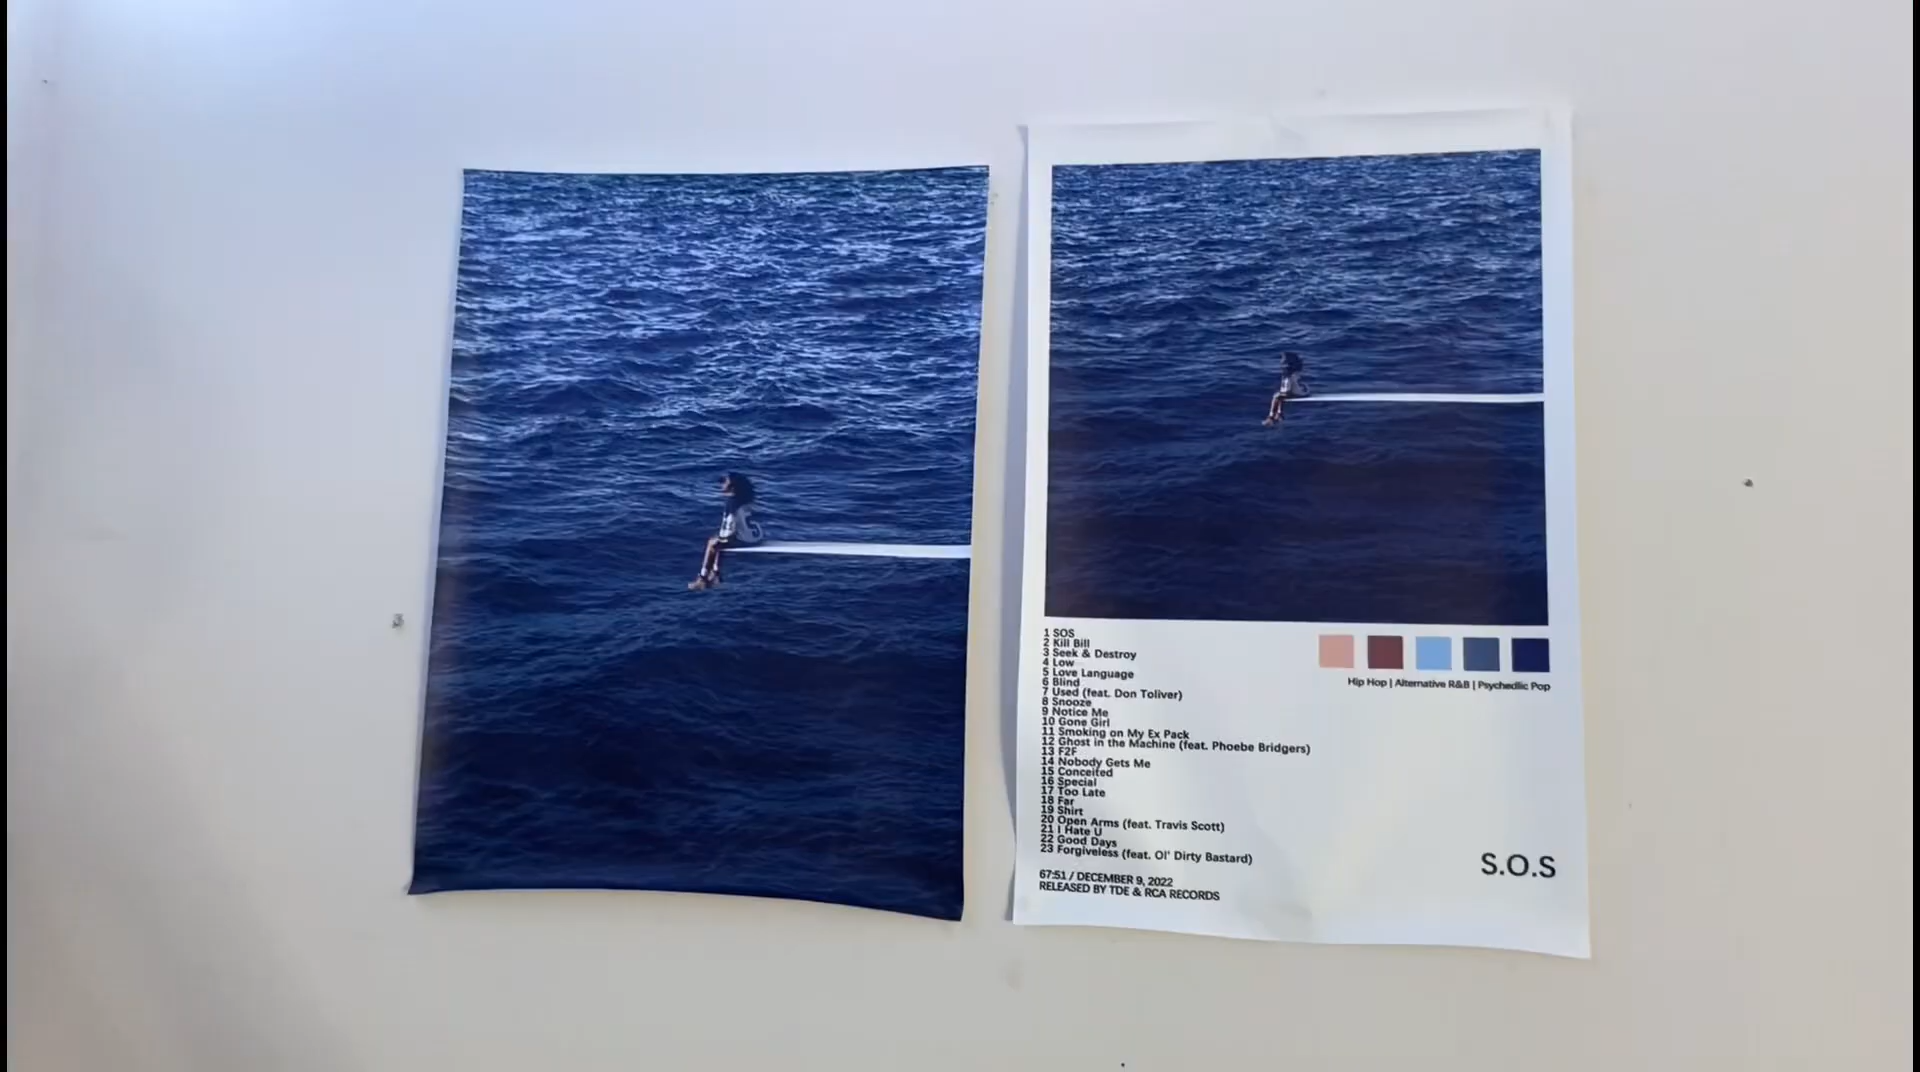 1 SOS
2 Kill Bill
3 Seek & Destroy
4 Low
5 Love Language
6 Blind
7 Used (feat. Don Toliver)
8 Snooze
9 Notice Me
10 Gone Girl
11 Smoking on My Ex Pack
12 Ghost in the Machine (feat. Phoebe Bridgers)
13 F2F
14 Nobody Gets Me
15 Conceited
16 Special
17 Too Late
18 Far
19 Shirt
20 Open Arms (feat. Travis Scott)
21 I Hate U
22 Good Days
23 Forgiveless (feat. Ol' Dirty Bastard)
67:51 / DECEMBER 9, 2022
RELEASED BY TDE & RCA RECORDS
Hip Hop | Alternative R&B | Psychedlic Pop
S.O.S
5